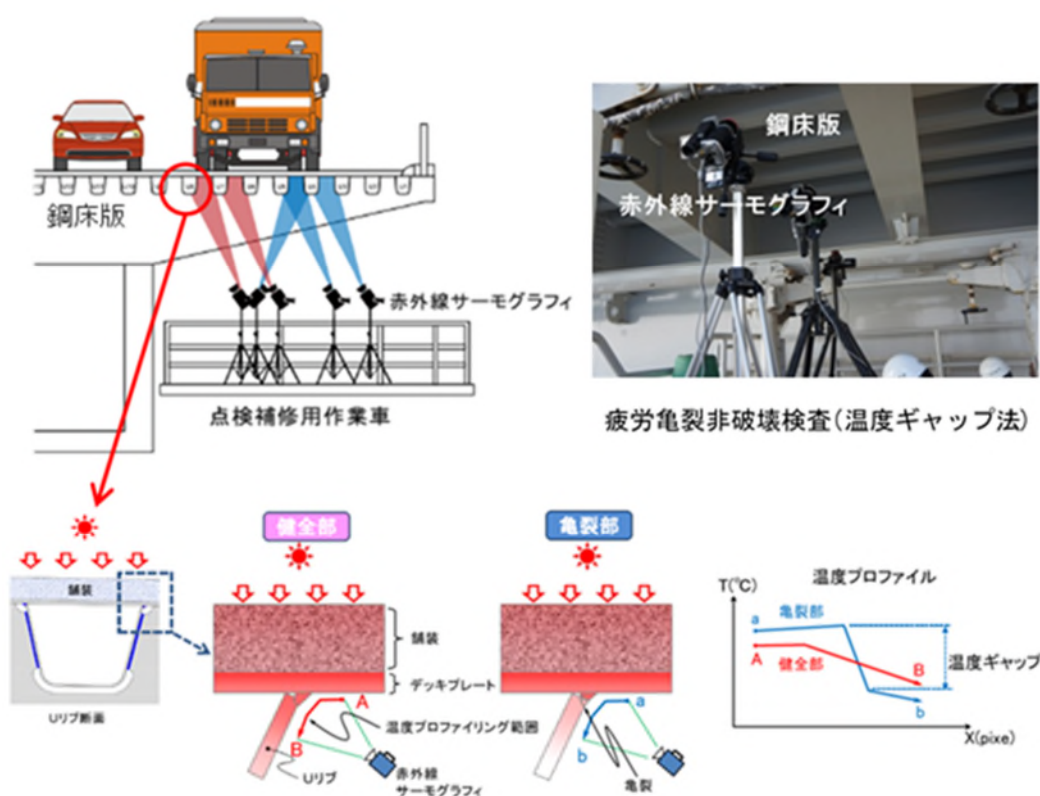 鋼床版
赤外線サーモグラフィ
点検補修用作業車
鋼床版
赤外線サーモグラフィ
疲労亀裂非破壊検査(温度ギャップ法)
舗装
Uリブ断面
健全部
舗装
デッキプレート
A
B
温度プロファイリング範囲
Uリブ
赤外線
サーモグラフィ
亀裂部
a
b
亀裂
T(℃)
温度プロファイル
a
亀裂部
A
健全部
B
b
温度ギャップ
X(pixe)